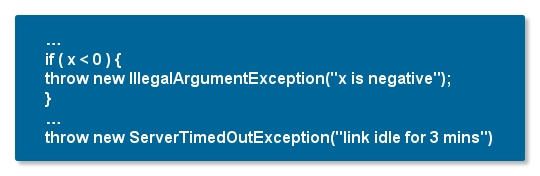 ...
if ( x < 0 ) {
throw new IllegalArgumentException("x is negative");
}
...
throw new ServerTimedOutException("link idle for 3 mins")